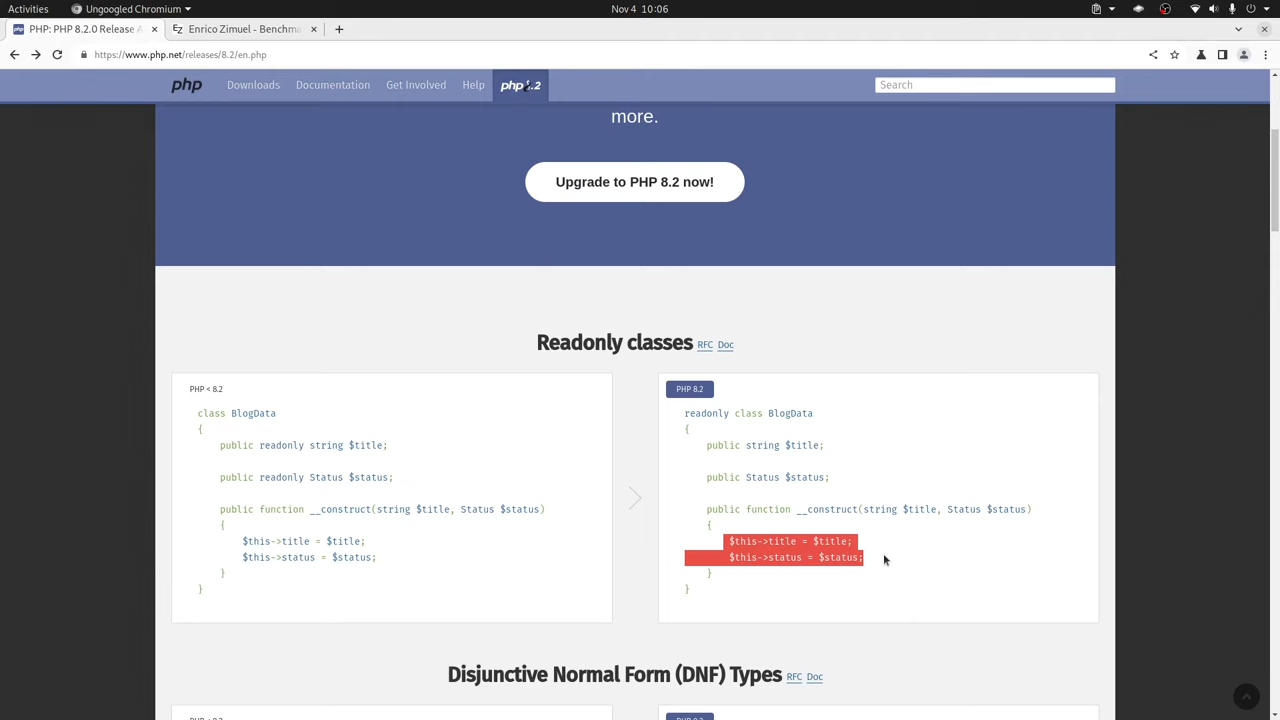 Activities Ungoogled Chromium Nov 4 10:06
PHP: PHP 8.2.0 Release A Enrico Zimuel - Benchma
https://www.php.net/releases/8.2/en.php
php Downloads Documentation Get Involved Help php8.2 Search
more.
Upgrade to PHP 8.2 now!
Readonly classes RFC Doc
PHP < 8.2
class BlogData
{
public readonly string $title;
public readonly Status $status;
public function __construct(string $title, Status $status)
{
$this->title = $title;
$this->status = $status;
}
}
PHP 8.2
readonly class BlogData
{
public string $title;
public Status $status;
public function __construct(string $title, Status $status)
{
$this->title = $title;
$this->status = $status;
}
}
Disjunctive Normal Form (DNF) Types RFC Doc